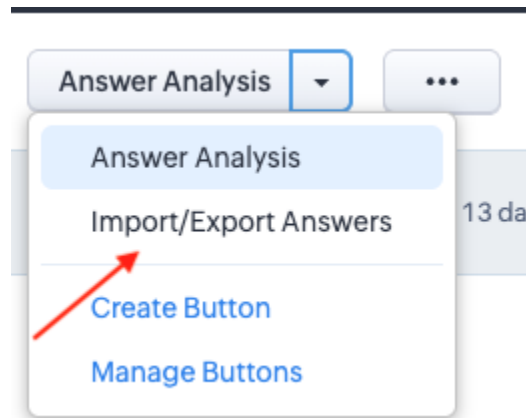 Answer Analysis
Answer Analysis
Import/Export Answers
13 da
Create Button
Manage Buttons